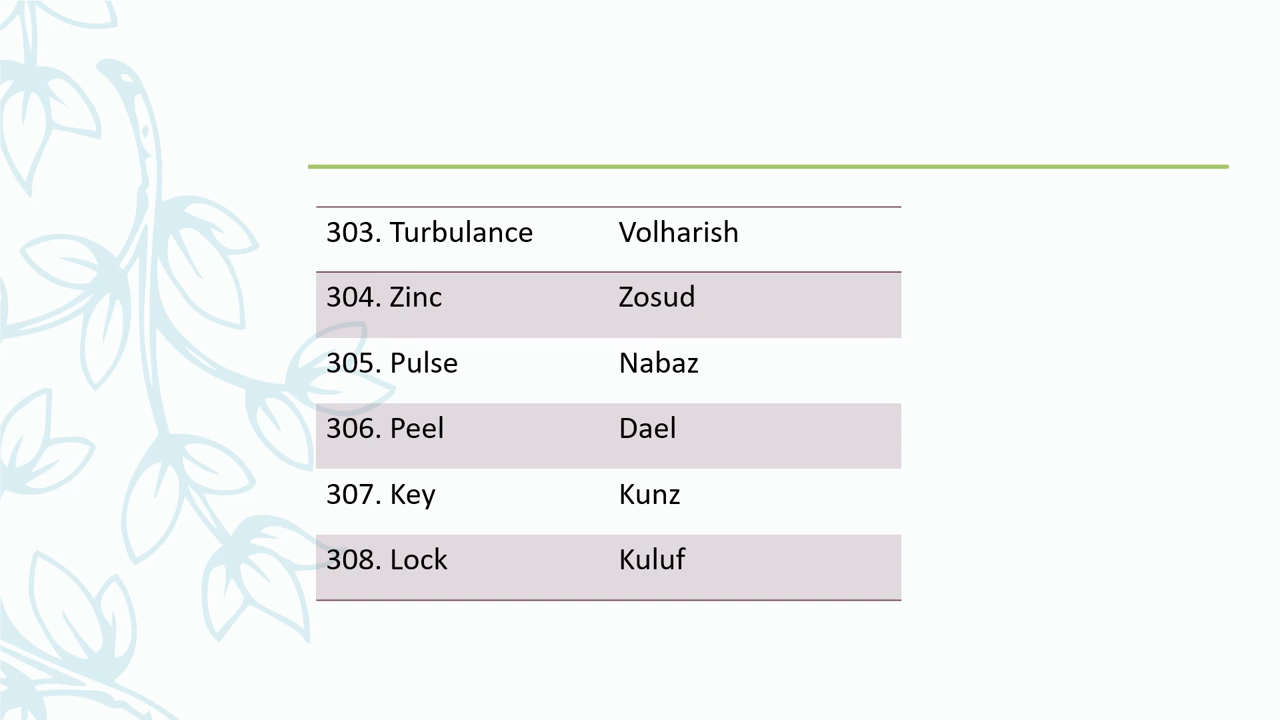 303. Turbulance Volharish
304. Zinc Zosud
305. Pulse Nabaz
306. Peel Dael
307. Key Kunz
308. Lock Kuluf